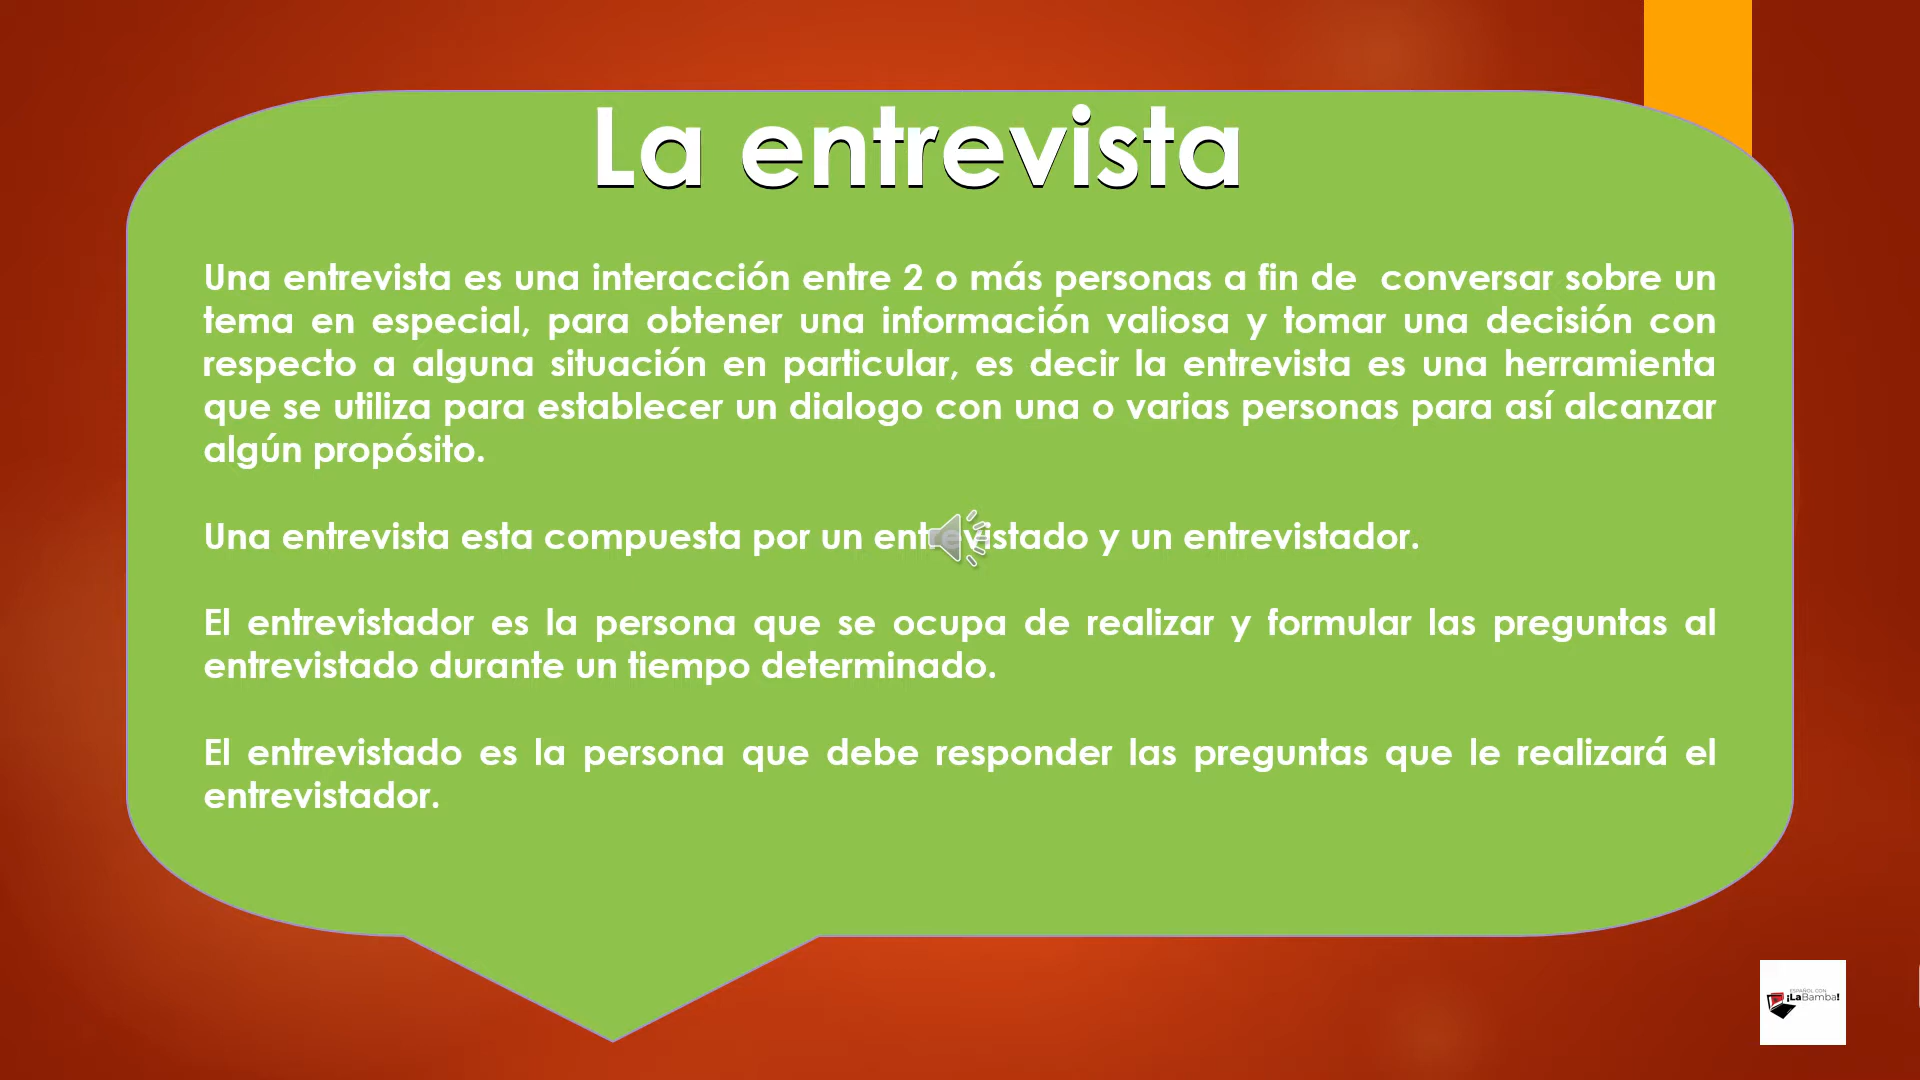 La entrevista
Una entrevista es una interacción entre 2 o más personas a fin de  conversar sobre un
tema en especial, para obtener una información valiosa y tomar una decisión con
respecto a alguna situación en particular, es decir la entrevista es una herramienta
que se utiliza para establecer un dialogo con una o varias personas para así alcanzar
algún propósito.
Una entrevista esta compuesta por un entrevistado y un entrevistador.
El entrevistador es la persona que se ocupa de realizar y formular las preguntas al
entrevistado durante un tiempo determinado.
El entrevistado es la persona que debe responder las preguntas que le realizará el
entrevistador.
ESPAÑOL CON
¡LaBamba!